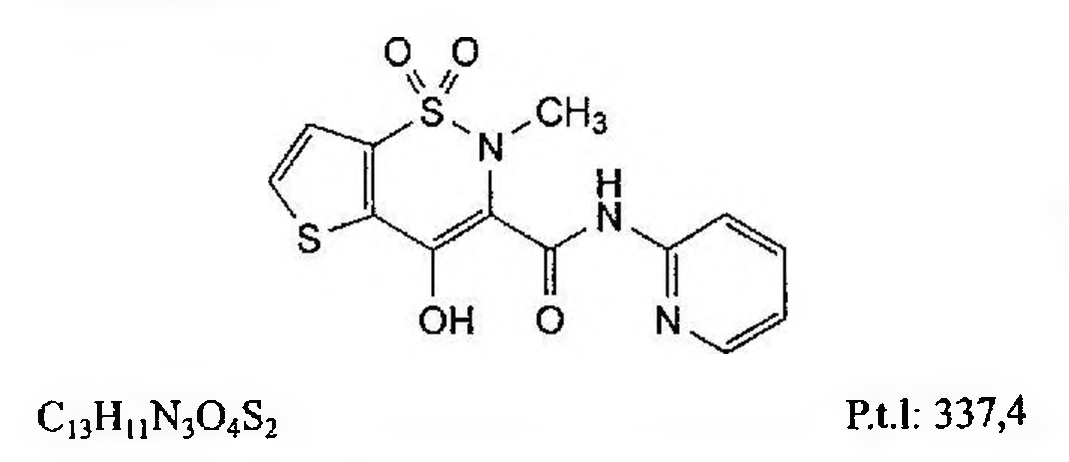 O O
S
CH₃
N
H
N
S
OH
O
N
C₁₃H₁₁N₃O₄S₂
P.t.l: 337,4